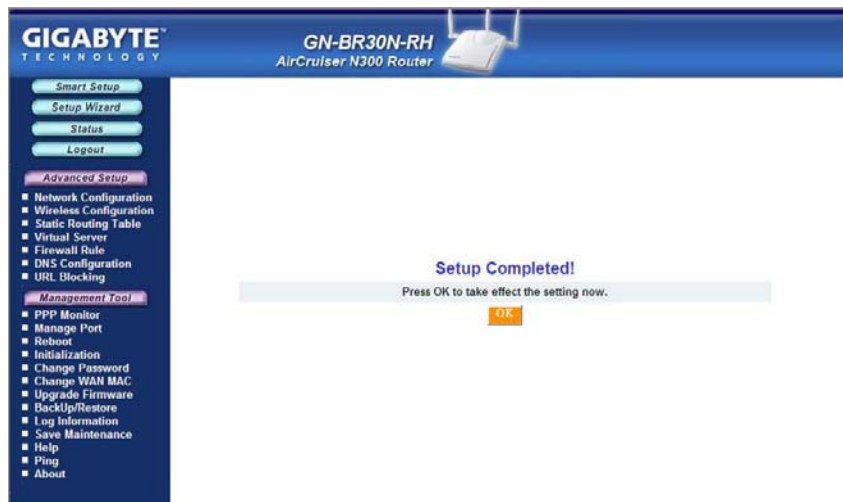 GIGABYTE™
TECHNOLOGY
GN-BR30N-RH
AirCruiser N300 Router
Smart Setup
Setup Wizard
Status
Logout
Advanced Setup
Network Configuration
Wireless Configuration
Static Routing Table
Virtual Server
Firewall Rule
DNS Configuration
URL Blocking
Management Tool
PPP Monitor
Manage Port
Reboot
Initialization
Change Password
Change WAN MAC
Upgrade Firmware
BackUp/Restore
Log Information
Save Maintenance
Help
Ping
About
Setup Completed!
Press OK to take effect the setting now.
OK